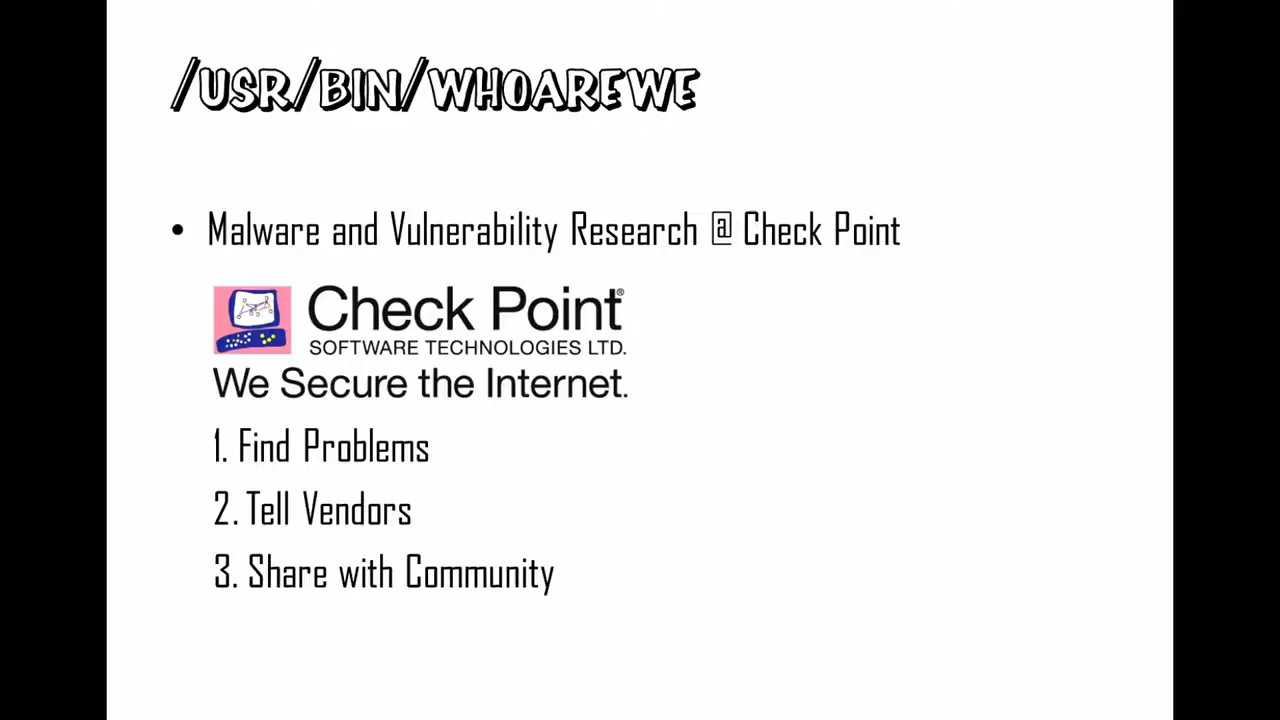 /USR/BIN/WHOAREWE
• Malware and Vulnerability Research @ Check Point
Check Point®
SOFTWARE TECHNOLOGIES LTD.
We Secure the Internet.
1. Find Problems
2. Tell Vendors
3. Share with Community